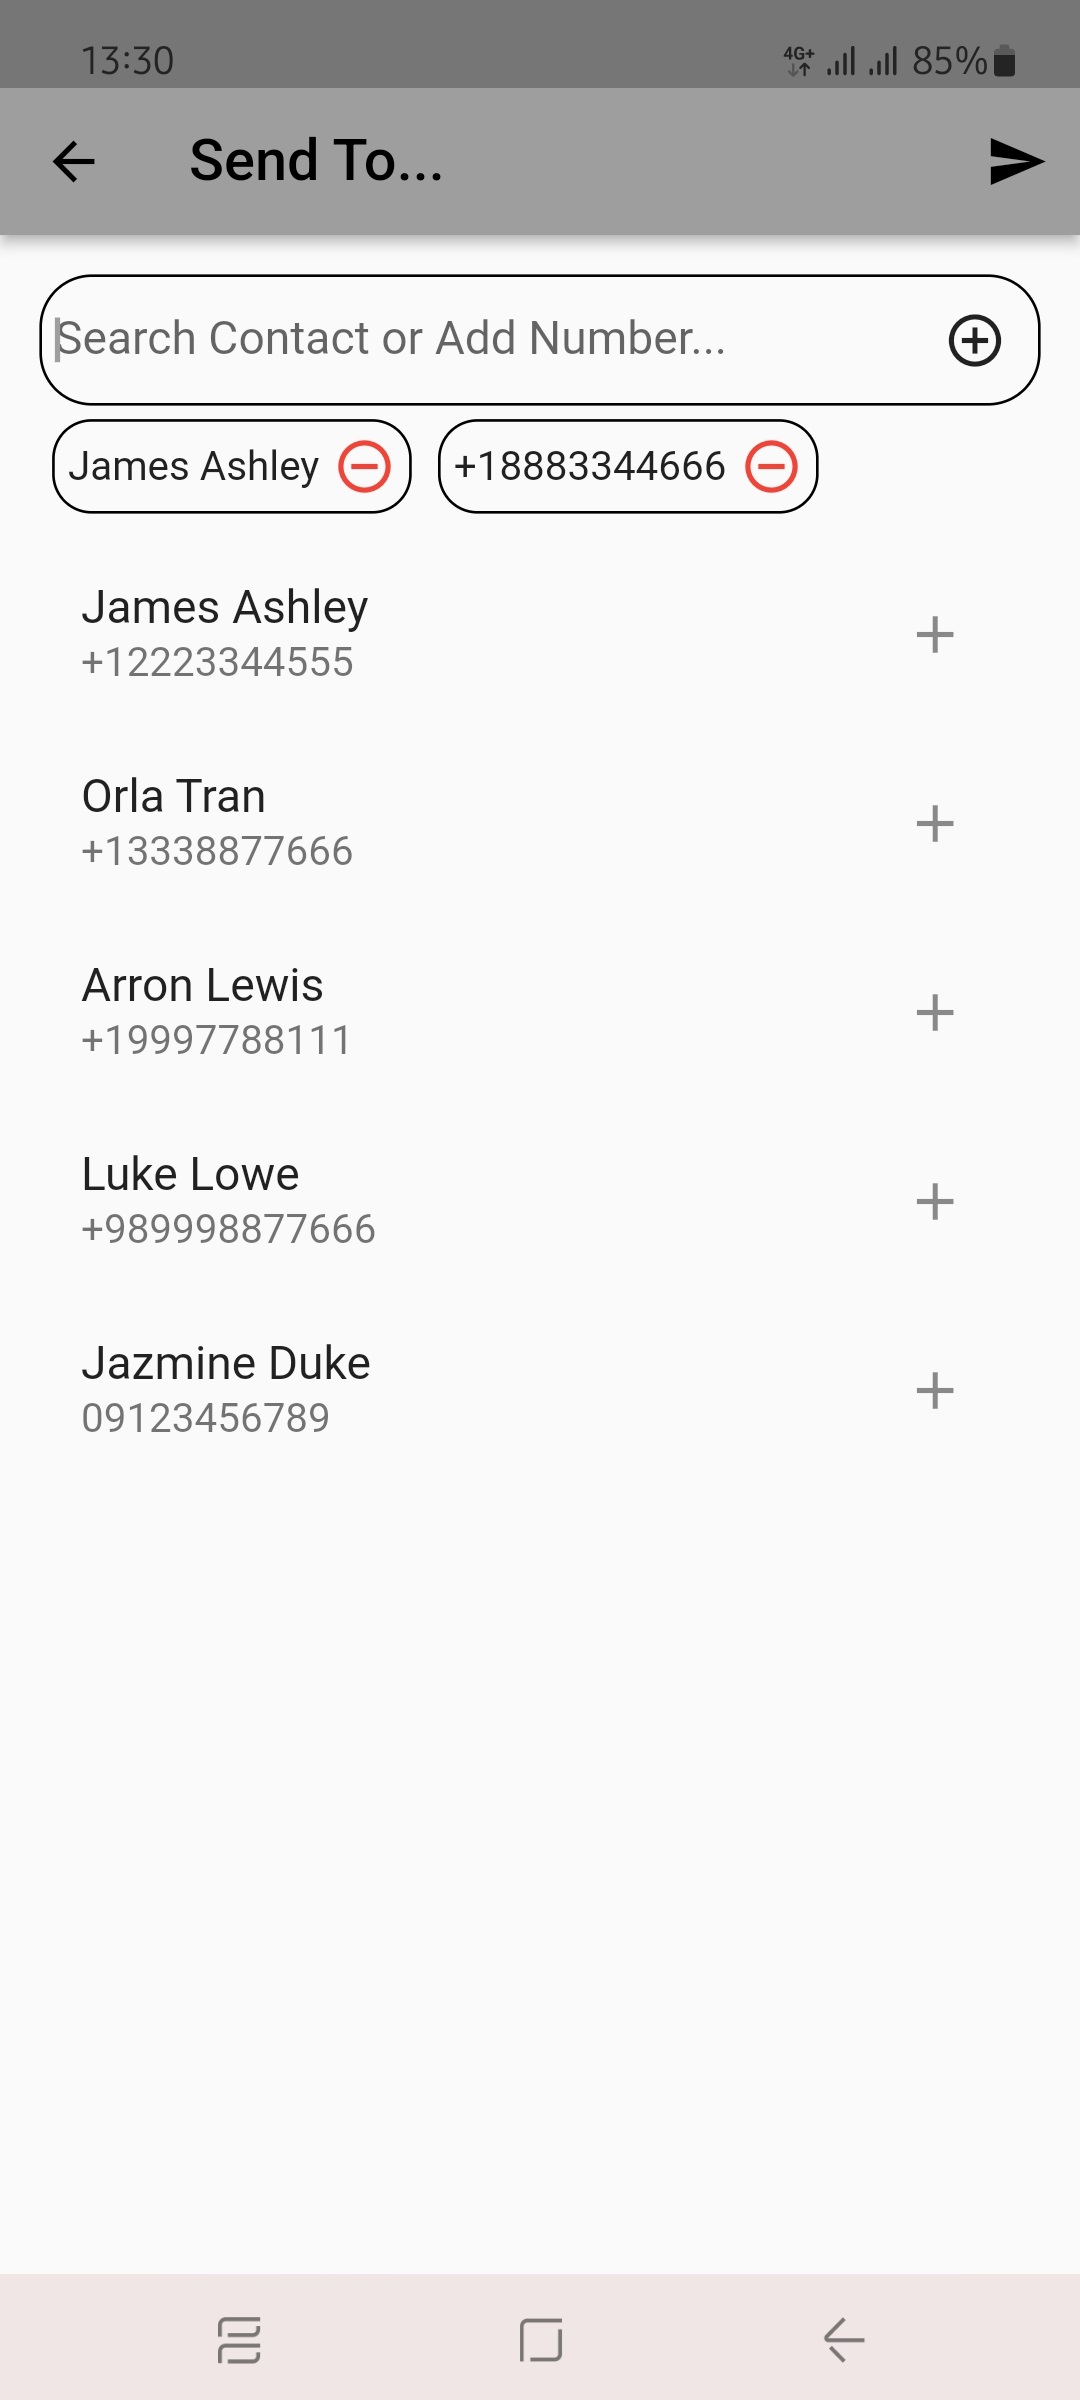 13:30 4G+ 85%
Send To...
Search Contact or Add Number...
James Ashley +18883344666
James Ashley
+12223344555
Orla Tran
+13338877666
Arron Lewis
+19997788111
Luke Lowe
+989998877666
Jazmine Duke
09123456789